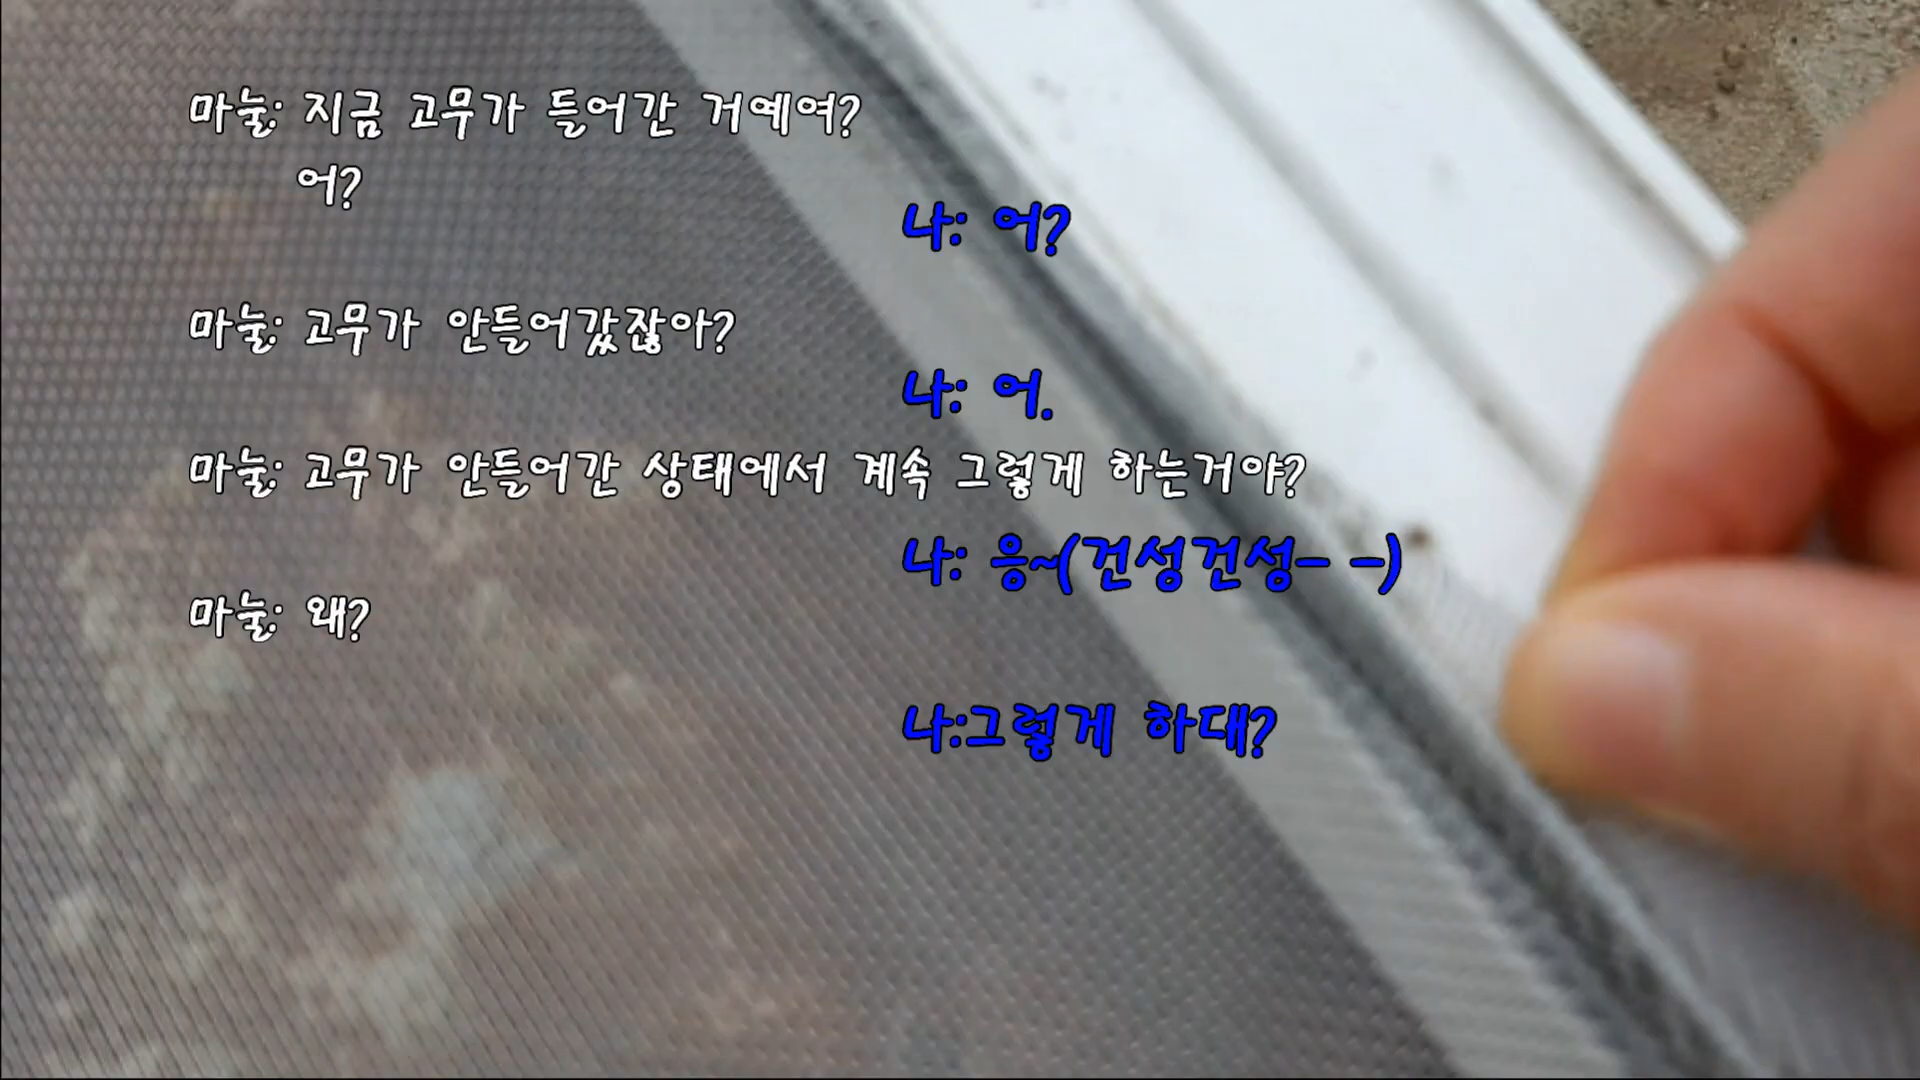 마눌: 지금 고무가 들어간 거예여?
어?
나: 어?
마눌: 고무가 안들어갔잖아?
나: 어.
마눌: 고무가 안들어간 상태에서 계속 그렇게 하는거야?
나: 응~(건성건성- -)
마눌: 왜?
나:그렇게 하대?